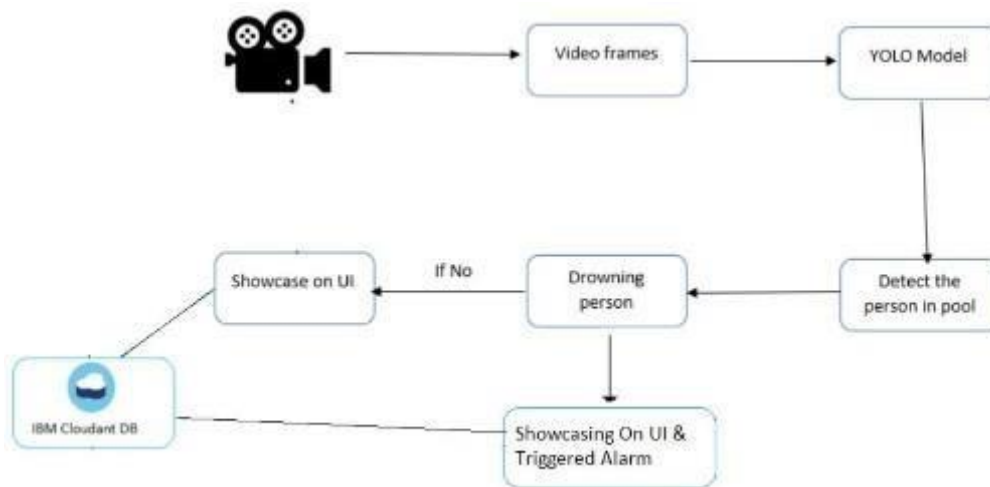 Video frames
YOLO Model
Showcase on UI
If No
Drowning
person
Detect the
person in pool
IBM Cloudant DB
Showcasing On UI &
Triggered Alarm